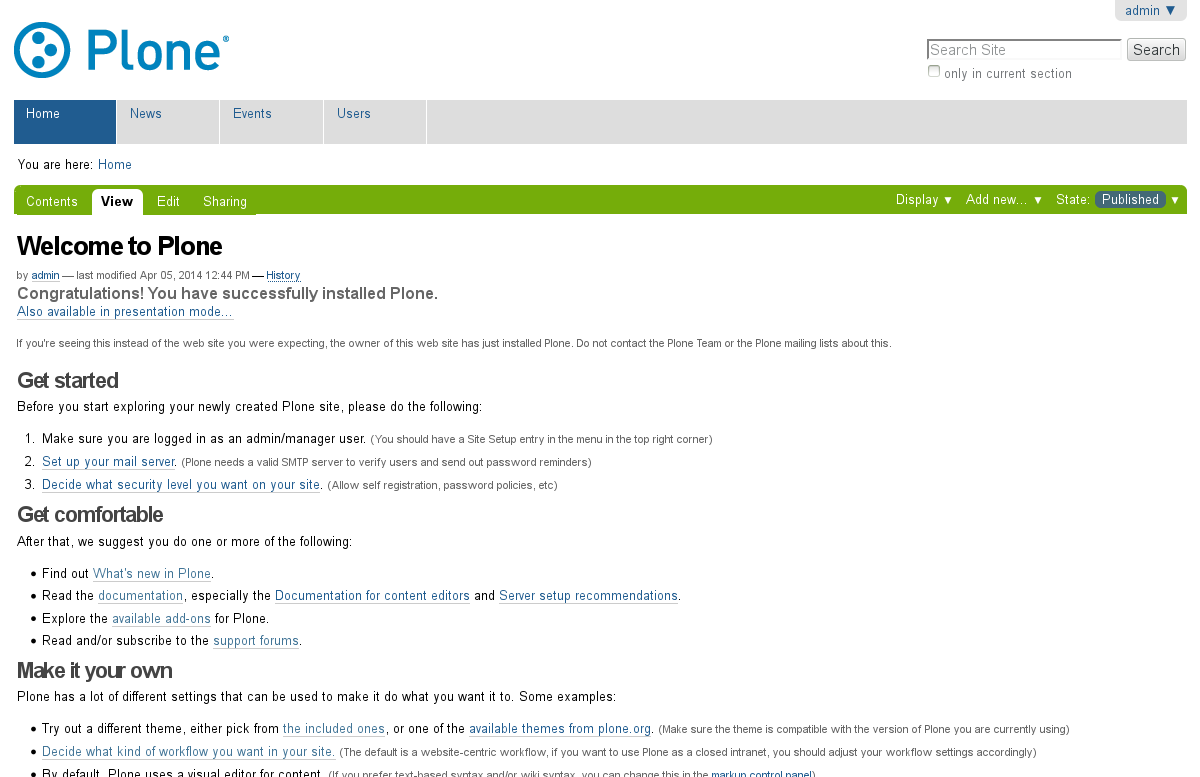 admin ▼
Plone®
Search Site Search
only in current section
Home News Events Users
You are here: Home
Contents View Edit Sharing Display ▼ Add new... ▼ State: Published ▼
Welcome to Plone
by admin — last modified Apr 05, 2014 12:44 PM — History
Congratulations! You have successfully installed Plone.
Also available in presentation mode...
If you're seeing this instead of the web site you were expecting, the owner of this web site has just installed Plone. Do not contact the Plone Team or the Plone mailing lists about this.
Get started
Before you start exploring your newly created Plone site, please do the following:
1. Make sure you are logged in as an admin/manager user. (You should have a Site Setup entry in the menu in the top right corner)
2. Set up your mail server. (Plone needs a valid SMTP server to verify users and send out password reminders)
3. Decide what security level you want on your site. (Allow self registration, password policies, etc)
Get comfortable
After that, we suggest you do one or more of the following:
• Find out What's new in Plone.
• Read the documentation, especially the Documentation for content editors and Server setup recommendations.
• Explore the available add-ons for Plone.
• Read and/or subscribe to the support forums.
Make it your own
Plone has a lot of different settings that can be used to make it do what you want it to. Some examples:
• Try out a different theme, either pick from the included ones, or one of the available themes from plone.org. (Make sure the theme is compatible with the version of Plone you are currently using)
• Decide what kind of workflow you want in your site. (The default is a website-centric workflow, if you want to use Plone as a closed intranet, you should adjust your workflow settings accordingly)
• By default, Plone uses a visual editor for content. (If you prefer text-based syntax and/or wiki syntax, you can change this in the markup control panel)